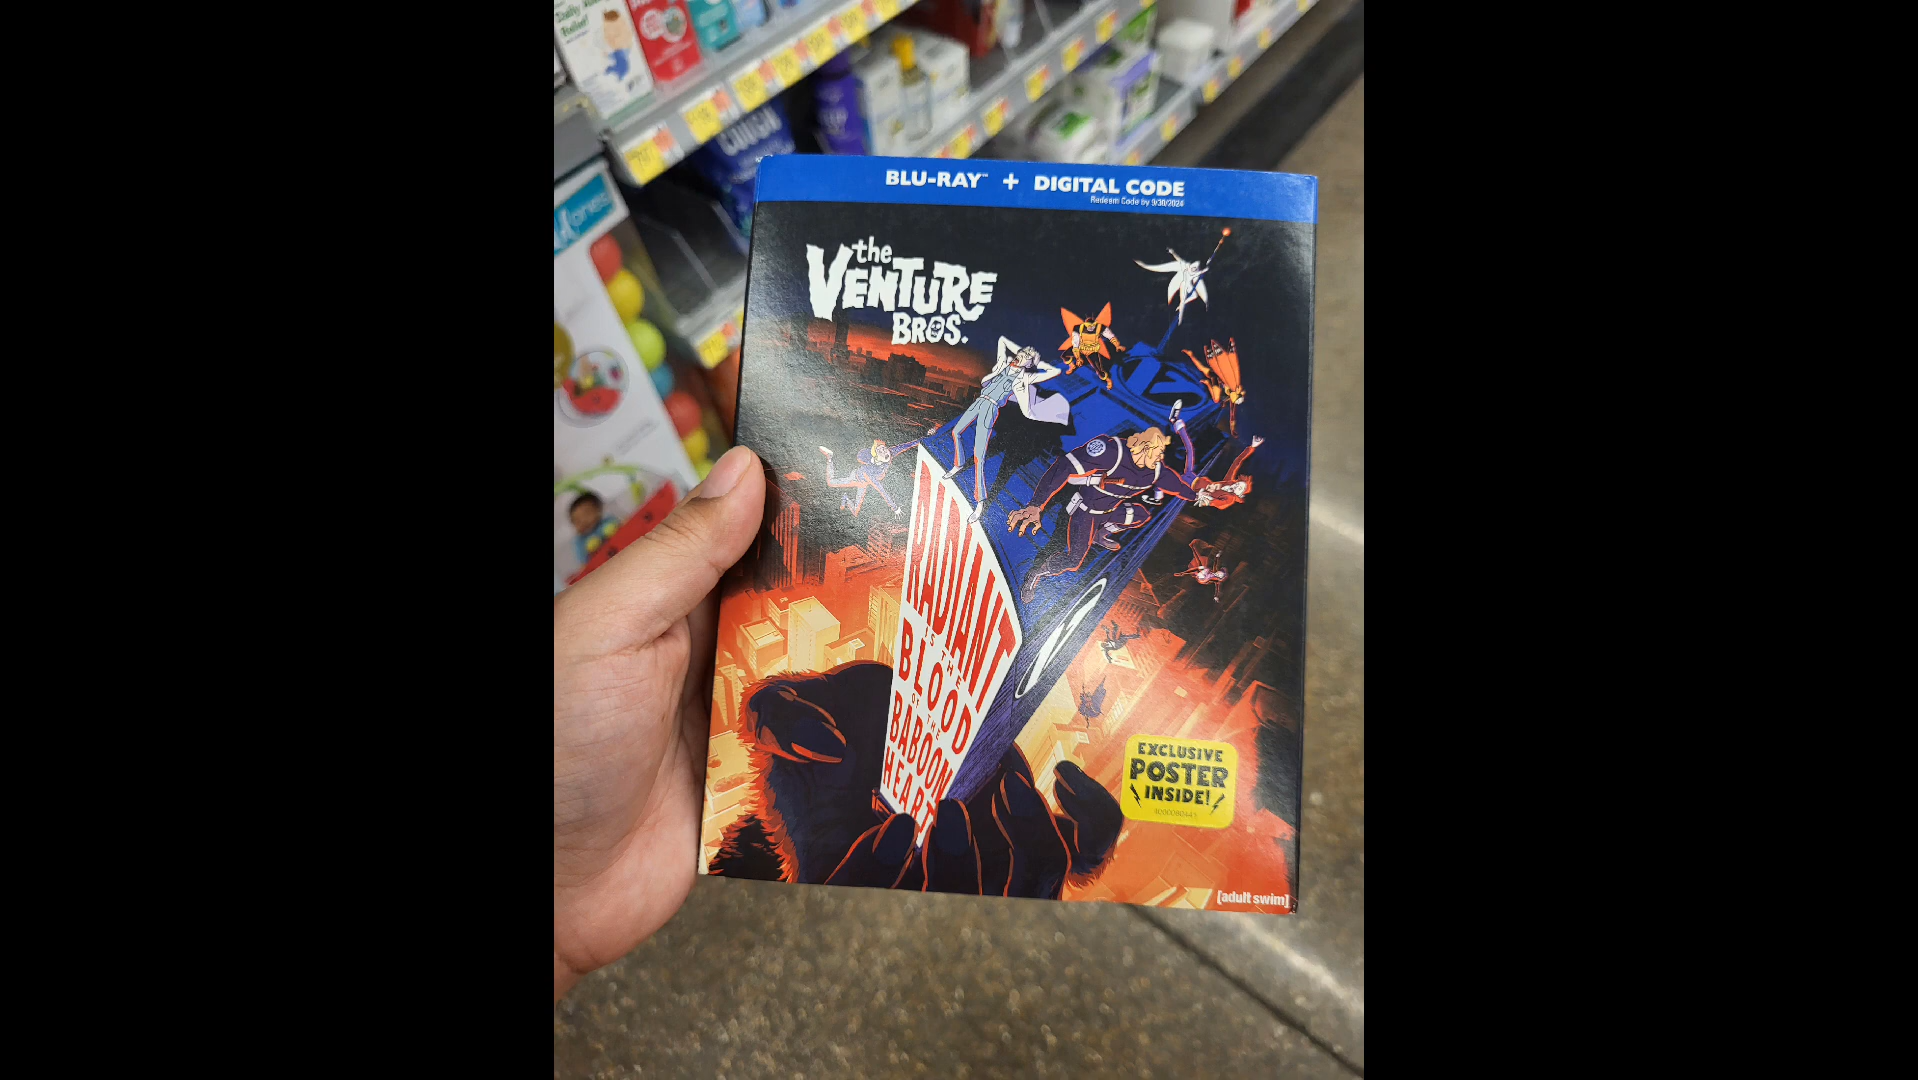 BLU-RAY™ + DIGITAL CODE
Redeem Code by 9/30/2024
the
VENTURE
BROS.
RADIANT
IS THE
BLOOD
OF THE
BABOON
HEART
EXCLUSIVE
POSTER
INSIDE!
[adult swim]